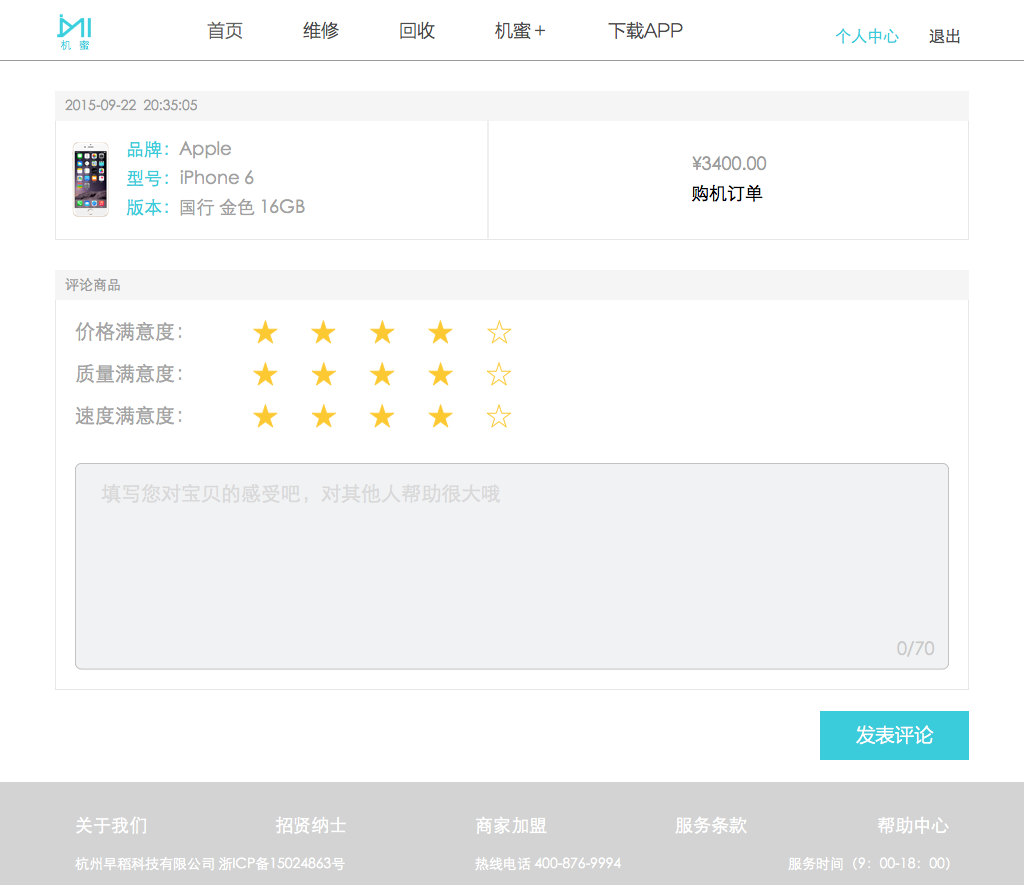 机 蜜
首页 维修 回收 机蜜+ 下载APP 个人中心 退出
2015-09-22 20:35:05
品牌：Apple
型号：iPhone 6
版本：国行 金色 16GB
¥3400.00
购机订单
评论商品
价格满意度：
质量满意度：
速度满意度：
填写您对宝贝的感受吧，对其他人帮助很大哦
0/70
发表评论
关于我们 招贤纳士 商家加盟 服务条款 帮助中心
杭州早稻科技有限公司 浙ICP备15024863号 热线电话 400-876-9994 服务时间（9：00-18：00）